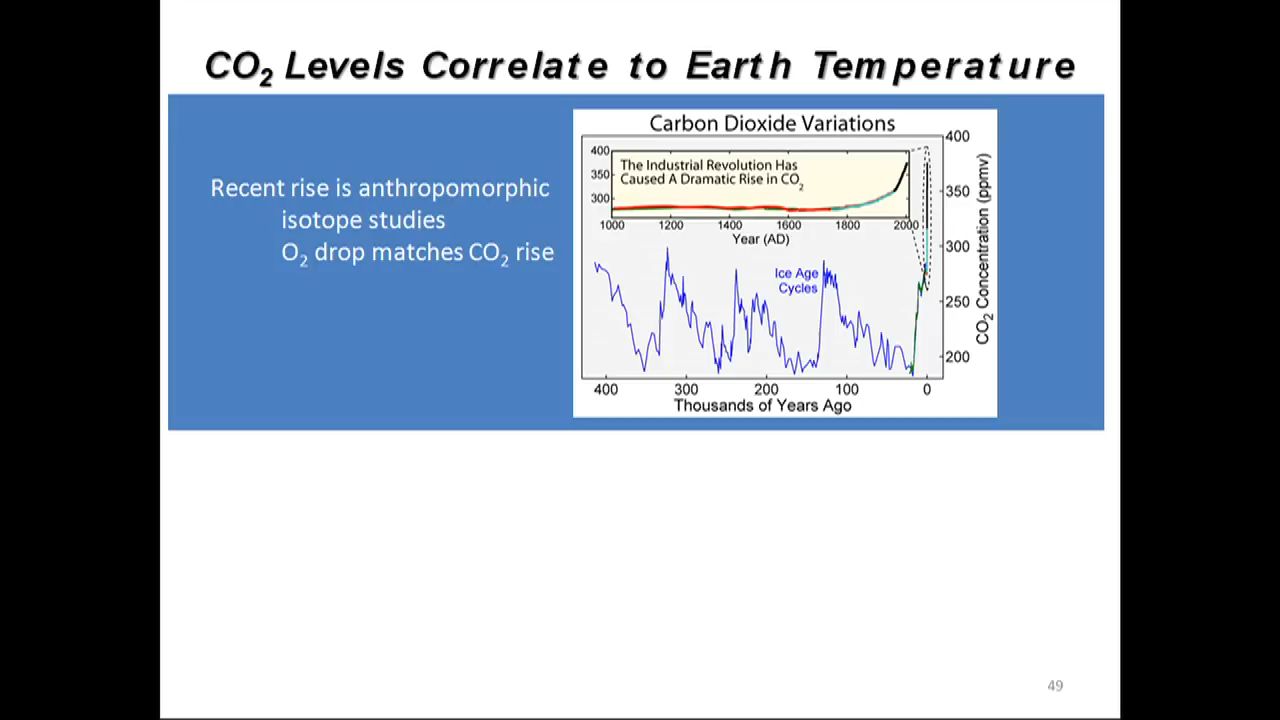 CO2 Levels Correlate to Earth Temperature
Recent rise is anthropomorphic
isotope studies
O2 drop matches CO2 rise
Carbon Dioxide Variations
400
350
300
The Industrial Revolution Has
Caused A Dramatic Rise in CO2
1000 1200 1400 1600 1800 2000
Year (AD)
Ice Age
Cycles
400
350
300
250
200
CO2 Concentration (ppmv)
400 300 200 100 0
Thousands of Years Ago
49